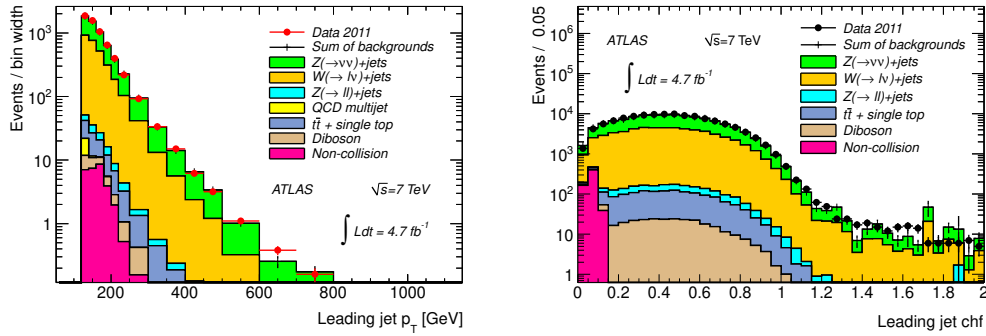 Events / bin width
10³
10²
10
1
Data 2011
Sum of backgrounds
Z(→νν)+jets
W(→ lν)+jets
Z(→ ll)+jets
QCD multijet
tt̄ + single top
Diboson
Non-collision
ATLAS √s=7 TeV
∫ Ldt = 4.7 fb⁻¹
200 400 600 800 1000
Leading jet p_T [GeV]
Events / 0.05
10⁷
10⁶
10⁵
10⁴
10³
10²
10
1
ATLAS √s=7 TeV
∫ Ldt = 4.7 fb⁻¹
Data 2011
Sum of backgrounds
Z(→νν)+jets
W(→ lν)+jets
Z(→ ll)+jets
tt̄ + single top
Diboson
Non-collision
0 0.2 0.4 0.6 0.8 1 1.2 1.4 1.6 1.8 2
Leading jet chf